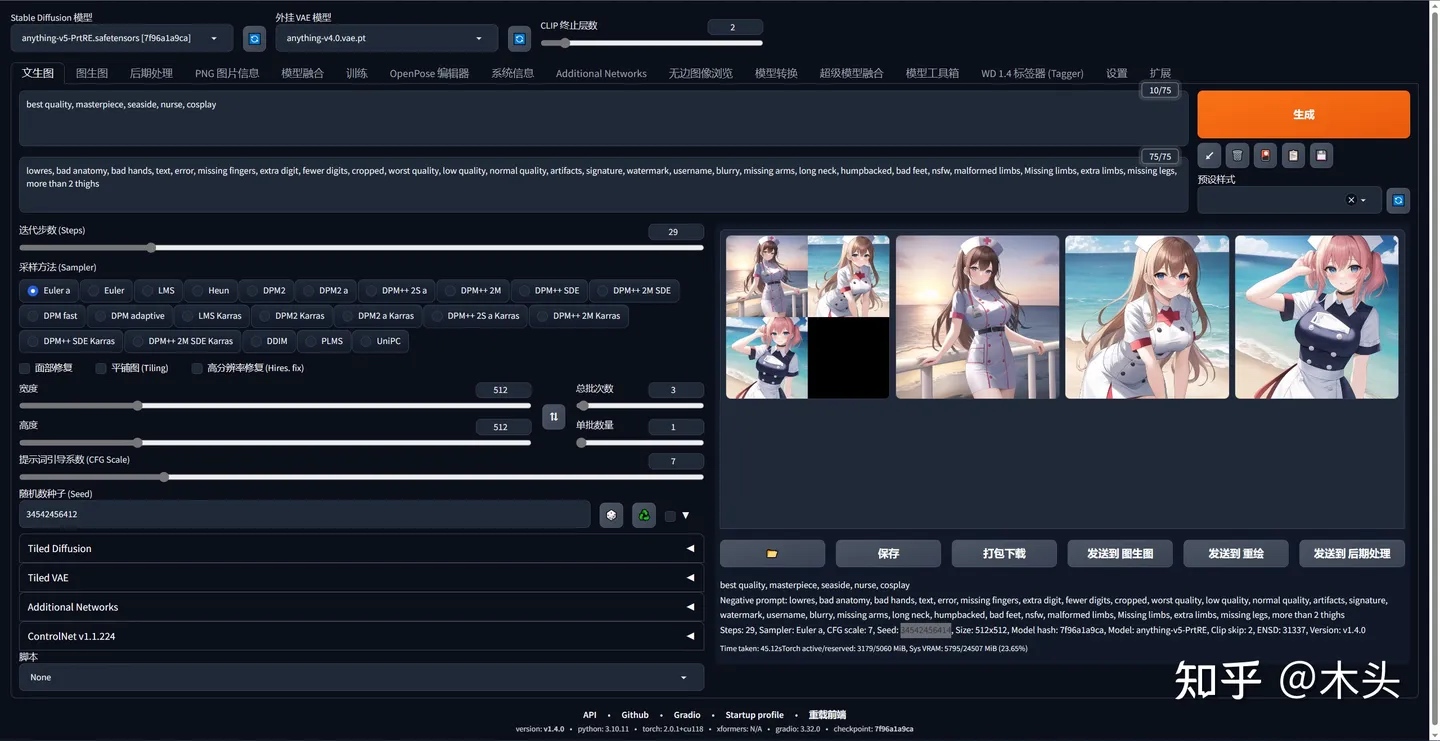 Stable Diffusion 模型
外挂 VAE 模型
CLIP 终止层数
2
anything-v5-PrtRE.safetensors [7f96a1a9ca]
anything-v4.0.vae.pt
文生图 图生图 后期处理 PNG 图片信息 模型融合 训练 OpenPose 编辑器 系统信息 Additional Networks 无边图像浏览 模型转换 超级模型融合 模型工具箱 WD 1.4 标签器 (Tagger) 设置 扩展
10/75
best quality, masterpiece, seaside, nurse, cosplay
生成
75/75
lowres, bad anatomy, bad hands, text, error, missing fingers, extra digit, fewer digits, cropped, worst quality, low quality, normal quality, artifacts, signature, watermark, username, blurry, missing arms, long neck, humpbacked, bad feet, nsfw, malformed limbs, Missing limbs, extra limbs, missing legs,
more than 2 thighs
预设样式
迭代步数 (Steps)
29
采样方法 (Sampler)
Euler a Euler LMS Heun DPM2 DPM2 a DPM++ 2S a DPM++ 2M DPM++ SDE DPM++ 2M SDE
DPM fast DPM adaptive LMS Karras DPM2 Karras DPM2 a Karras DPM++ 2S a Karras DPM++ 2M Karras
DPM++ SDE Karras DPM++ 2M SDE Karras DDIM PLMS UniPC
面部修复 平铺图 (Tiling) 高分辨率修复 (Hires. fix)
宽度
512
总批次数
3
高度
512
单批数量
1
提示词引导系数 (CFG Scale)
7
随机数种子 (Seed)
34542456412
Tiled Diffusion
Tiled VAE
Additional Networks
ControlNet v1.1.224
脚本
None
保存 打包下载 发送到 图生图 发送到 重绘 发送到 后期处理
best quality, masterpiece, seaside, nurse, cosplay
Negative prompt: lowres, bad anatomy, bad hands, text, error, missing fingers, extra digit, fewer digits, cropped, worst quality, low quality, normal quality, artifacts, signature,
watermark, username, blurry, missing arms, long neck, humpbacked, bad feet, nsfw, malformed limbs, Missing limbs, extra limbs, missing legs, more than 2 thighs
Steps: 29, Sampler: Euler a, CFG scale: 7, Seed: 34542456414, Size: 512x512, Model hash: 7f96a1a9ca, Model: anything-v5-PrtRE, Clip skip: 2, ENSD: 31337, Version: v1.4.0
Time taken: 45.12sTorch active/reserved: 3179/5060 MiB, Sys VRAM: 5795/24507 MiB (23.65%)
知乎 @木头
API • Github • Gradio • Startup profile • 重载前端
version: v1.4.0 • python: 3.10.11 • torch: 2.0.1+cu118 • xformers: N/A • gradio: 3.32.0 • checkpoint: 7f96a1a9ca